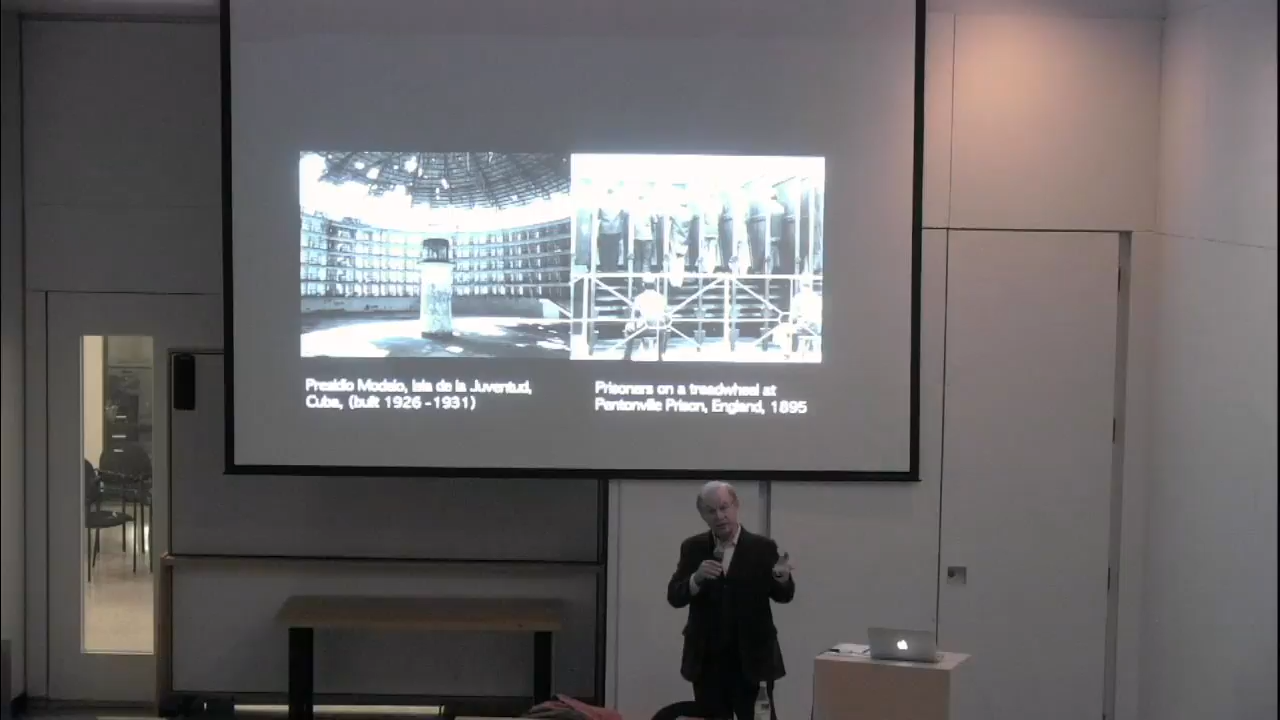 Presidio Modelo, Isla de la Juventud,
Cuba, (built 1926 -1931)
Prisoners on a treadwheel at
Pentonville Prison, England, 1895